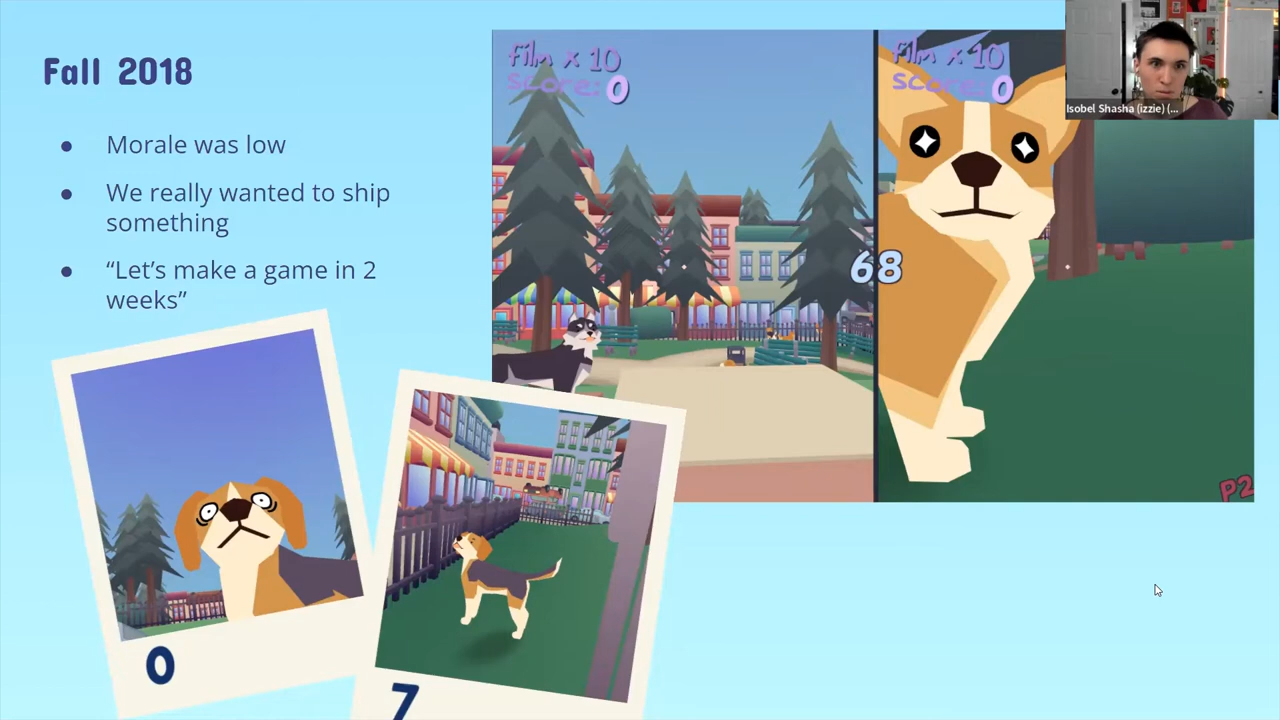 Fall 2018
● Morale was low
● We really wanted to ship
something
● “Let’s make a game in 2
weeks”
film x 10
score: 0
film x 10
score: 0
68
P2
0
7
Isobel Shasha (izzie) (...